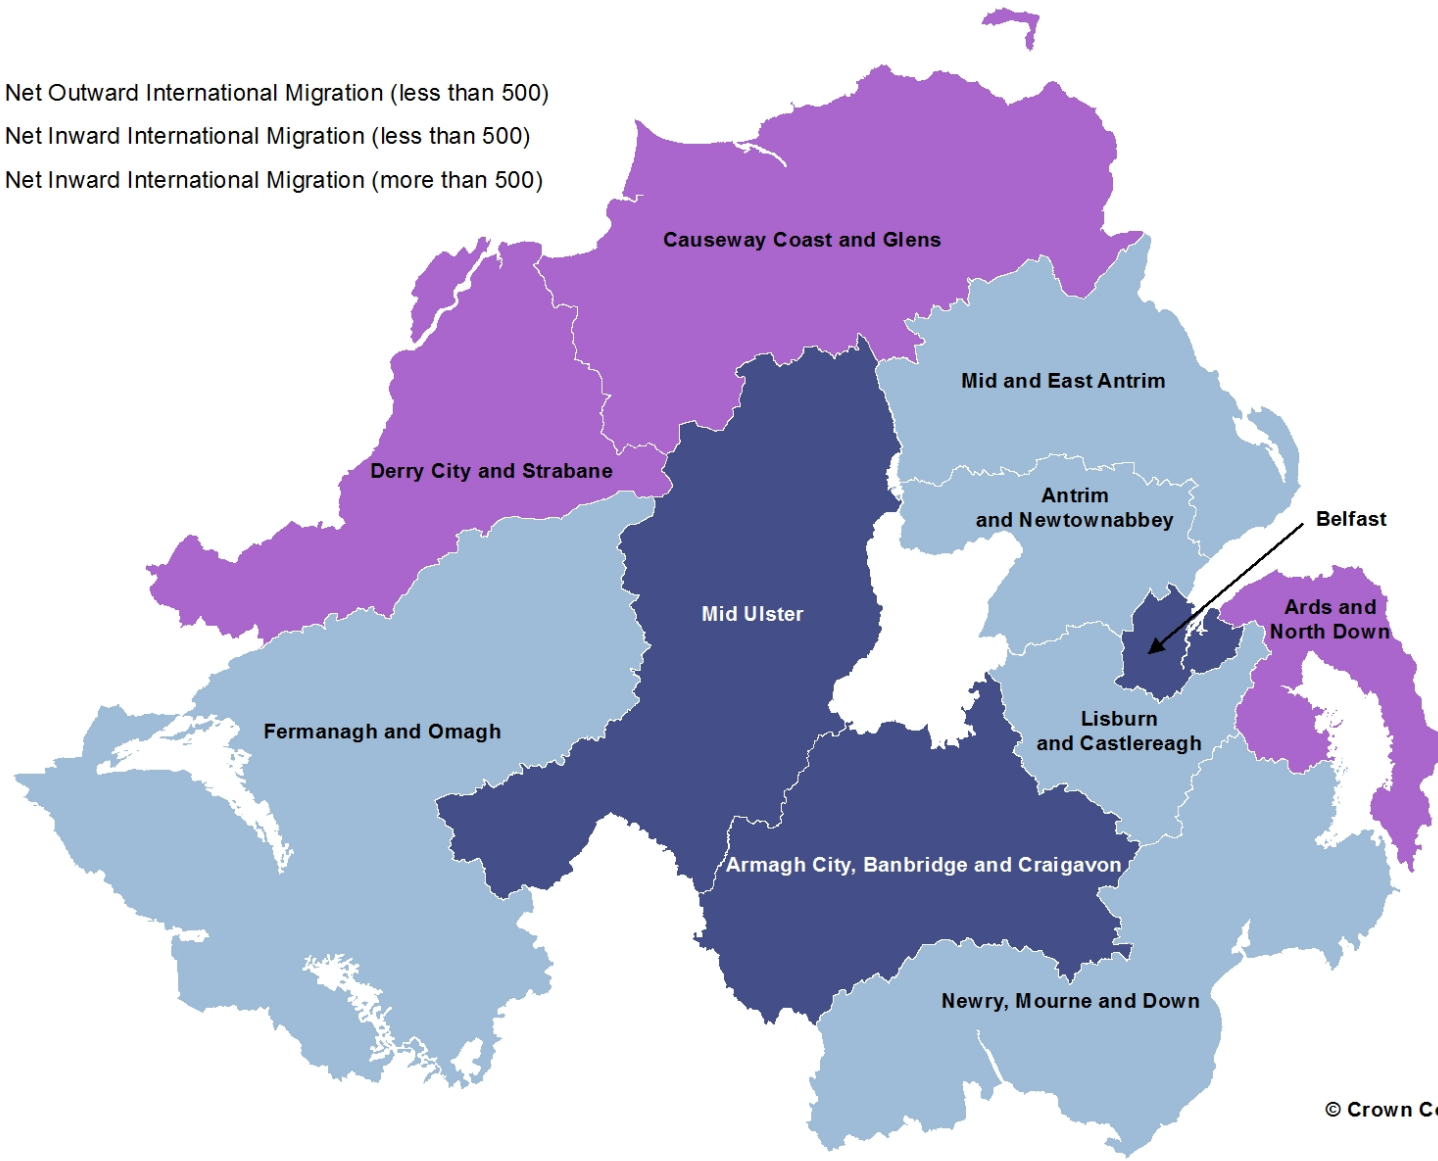 Net Outward International Migration (less than 500)
Net Inward International Migration (less than 500)
Net Inward International Migration (more than 500)
Causeway Coast and Glens
Mid and East Antrim
Derry City and Strabane
Antrim
and Newtownabbey
Belfast
Ards and
North Down
Mid Ulster
Fermanagh and Omagh
Lisburn
and Castlereagh
Armagh City, Banbridge and Craigavon
Newry, Mourne and Down
© Crown